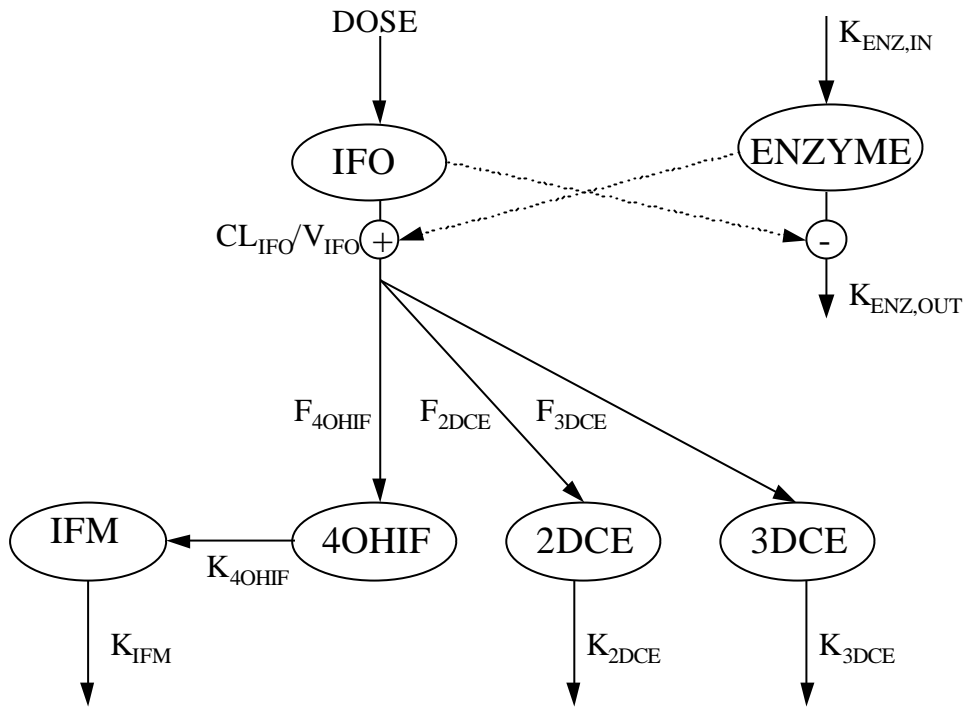 DOSE
K_ENZ,IN
IFO
ENZYME
CL_IFO/V_IFO
+
-
K_ENZ,OUT
F_4OHIF
F_2DCE
F_3DCE
IFM
4OHIF
2DCE
3DCE
K_4OHIF
K_IFM
K_2DCE
K_3DCE